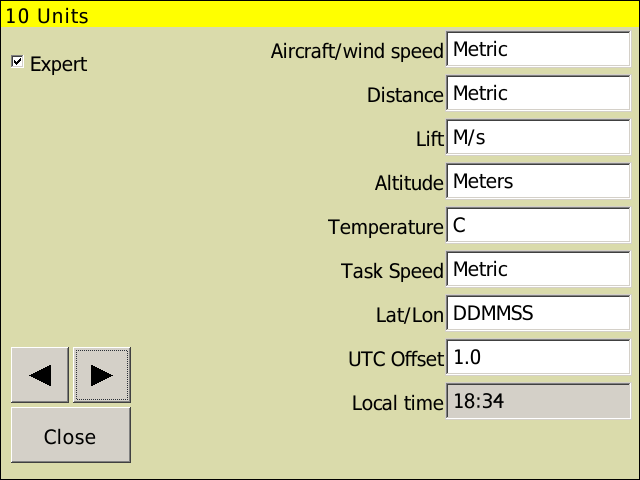 10 Units
Expert
Aircraft/wind speed Metric
Distance Metric
Lift M/s
Altitude Meters
Temperature C
Task Speed Metric
Lat/Lon DDMMSS
UTC Offset 1.0
Local time 18:34
Close